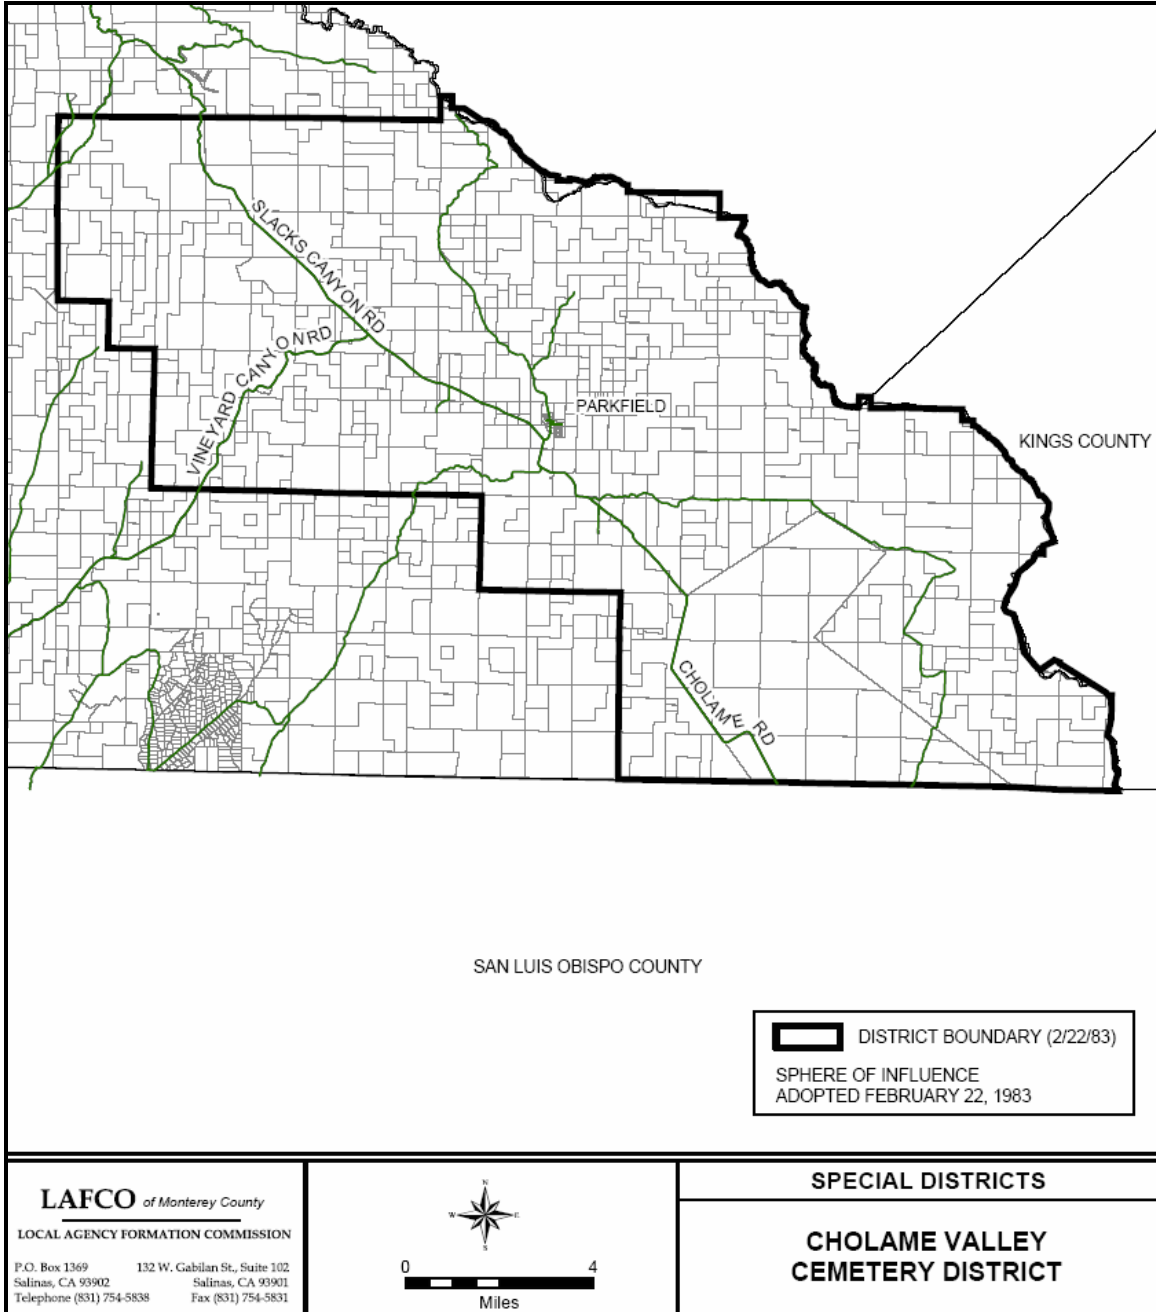 SLACKS CANYON RD
VINEYARD CANYON RD
PARKFIELD
KINGS COUNTY
CHOLAME RD
SAN LUIS OBISPO COUNTY
DISTRICT BOUNDARY (2/22/83)
SPHERE OF INFLUENCE
ADOPTED FEBRUARY 22, 1983
LAFCO of Monterey County
LOCAL AGENCY FORMATION COMMISSION
P.O. Box 1369 132 W. Gabilan St., Suite 102
Salinas, CA 93902 Salinas, CA 93901
Telephone (831) 754-5838 Fax (831) 754-5831
N
W E
S
0 4
Miles
SPECIAL DISTRICTS
CHOLAME VALLEY
CEMETERY DISTRICT